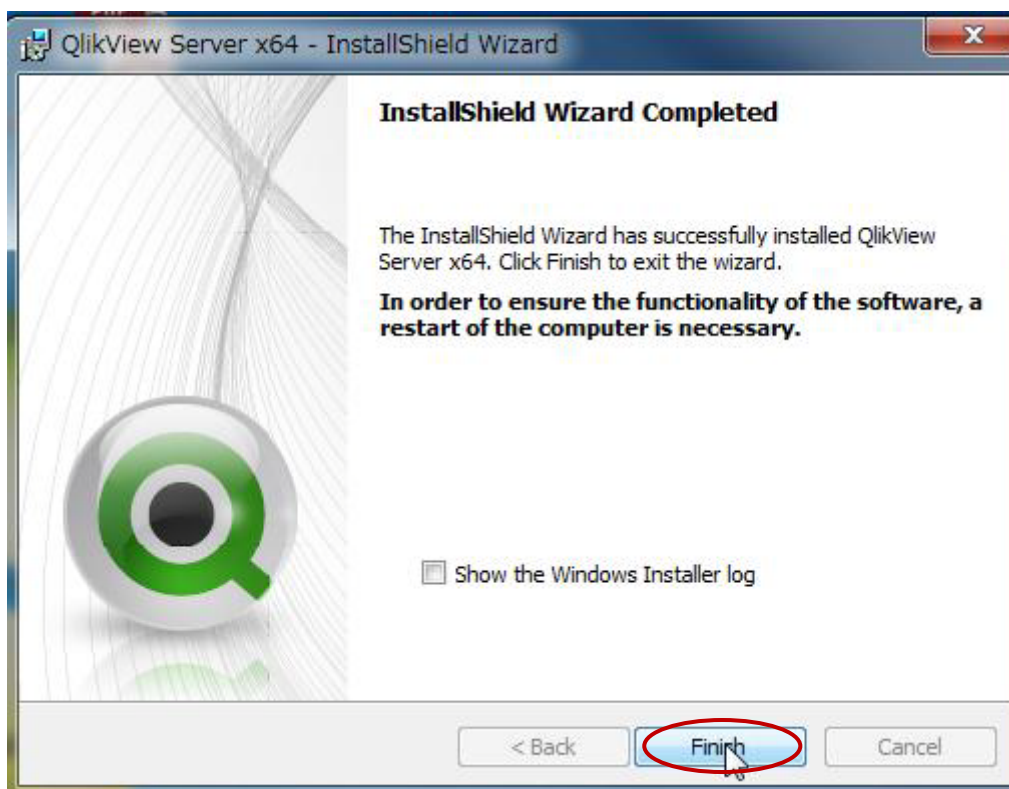 QlikView Server x64 - InstallShield Wizard
InstallShield Wizard Completed
The InstallShield Wizard has successfully installed QlikView
Server x64. Click Finish to exit the wizard.
In order to ensure the functionality of the software, a
restart of the computer is necessary.
Show the Windows Installer log
< Back Finish Cancel